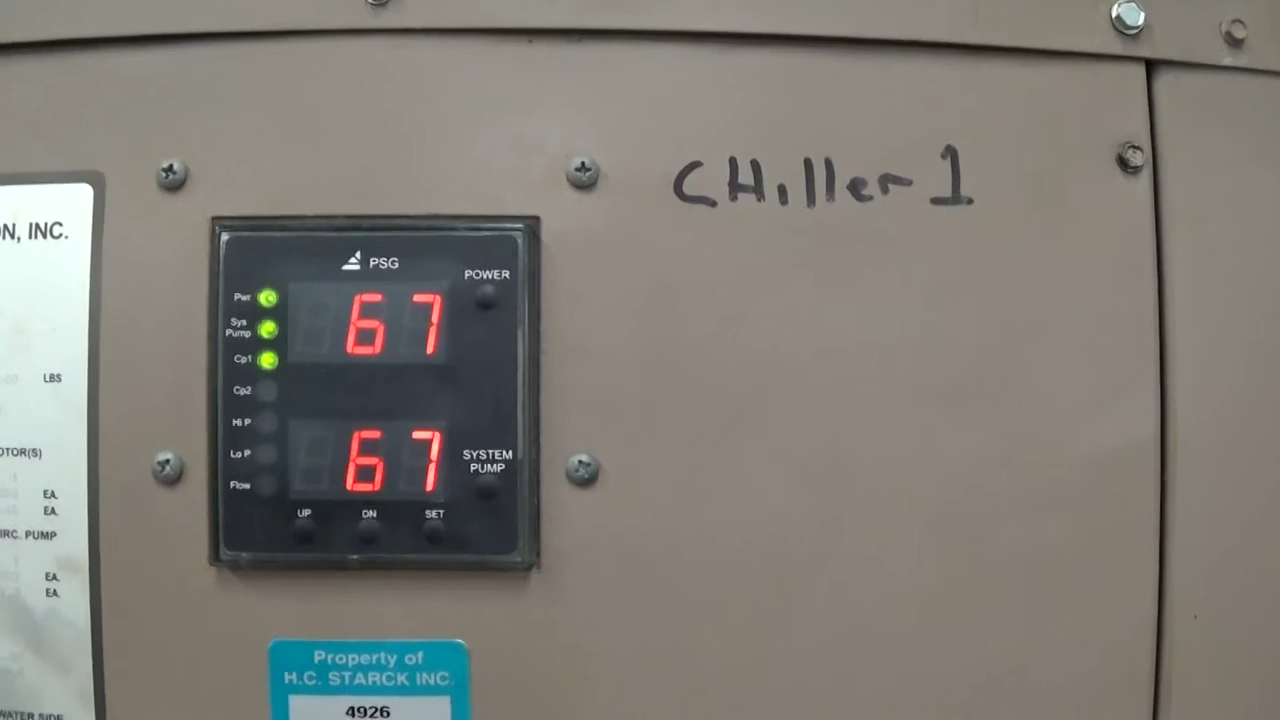 CHiller 1
N, INC.
PSG
POWER
Pwr
67
Sys
Pump
Cp1
Cp2
LBS
Hi P
Lo P
67
SYSTEM
PUMP
OTOR(S)
Flow
EA.
EA.
UP DN SET
IRC. PUMP
EA.
EA.
Property of
H.C. STARCK INC.
4926
WATER SIDE